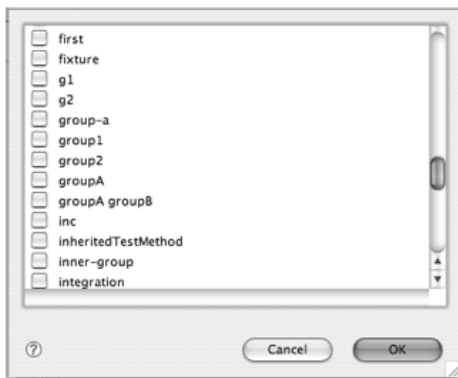 first
fixture
g1
g2
group-a
group1
group2
groupA
groupA groupB
inc
inheritedTestMethod
inner-group
integration
?
Cancel
OK